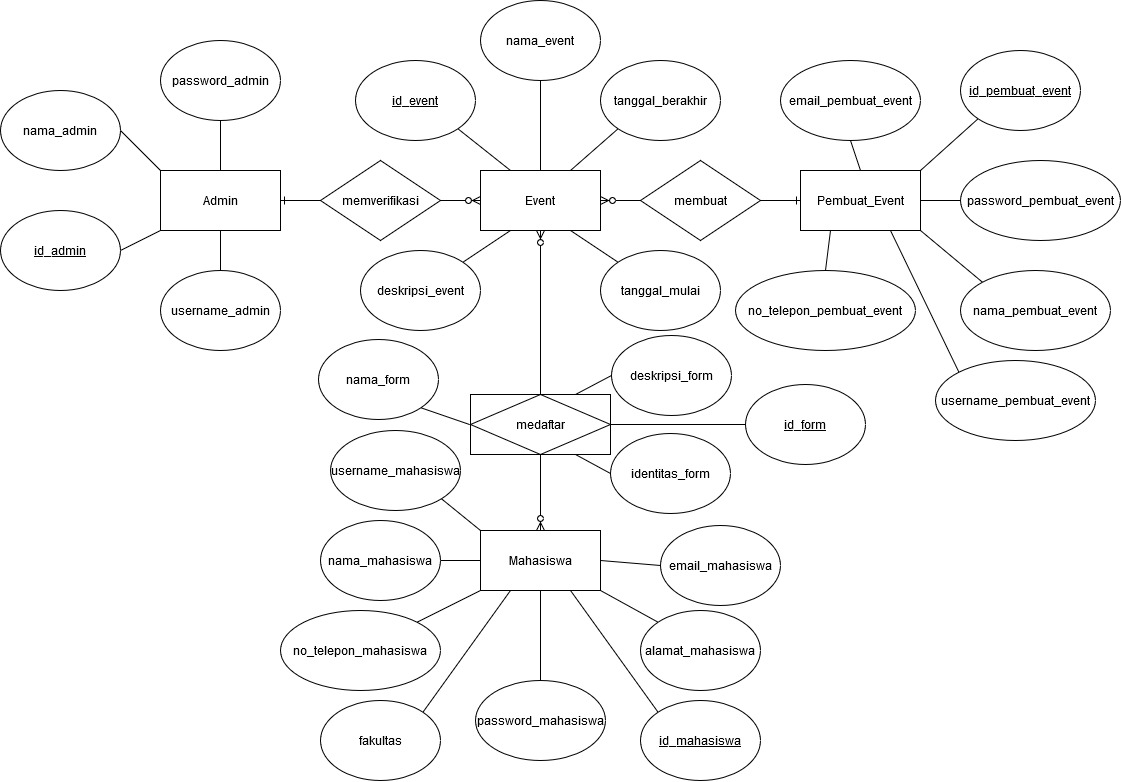 nama_event
password_admin
id_event
tanggal_berakhir
email_pembuat_event
id_pembuat_event
nama_admin
Admin
memverifikasi
Event
membuat
Pembuat_Event
password_pembuat_event
id_admin
username_admin
deskripsi_event
tanggal_mulai
no_telepon_pembuat_event
nama_pembuat_event
nama_form
deskripsi_form
username_pembuat_event
medaftar
id_form
username_mahasiswa
identitas_form
nama_mahasiswa
Mahasiswa
email_mahasiswa
no_telepon_mahasiswa
alamat_mahasiswa
password_mahasiswa
fakultas
id_mahasiswa